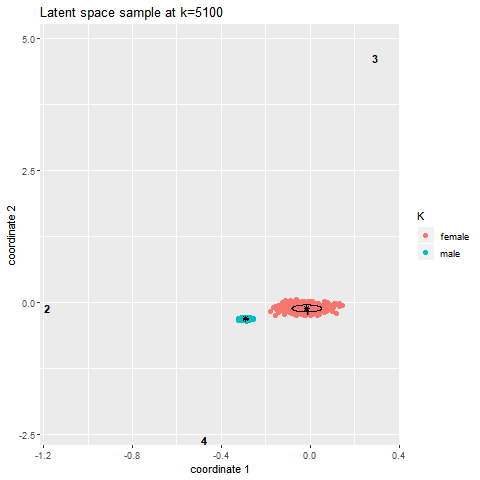 Latent space sample at k=5100
5.0
3
2.5
K
female
male
coordinate 2
0.0
2
4
-2.5
-1.2
-0.8
-0.4
0.0
0.4
coordinate 1